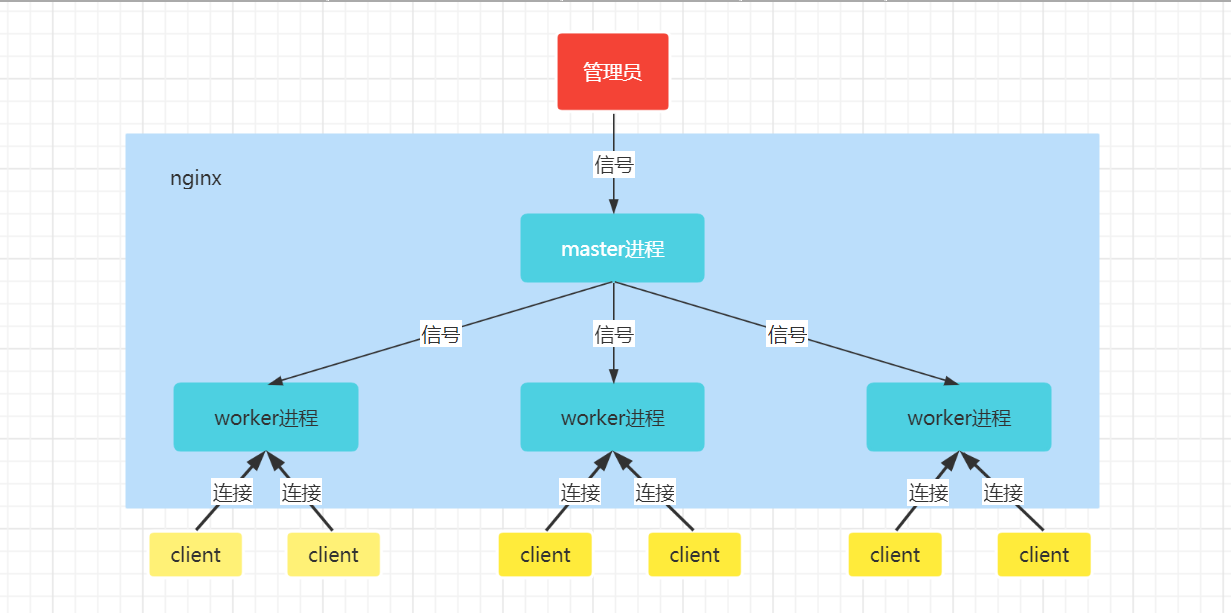 管理员
信号
nginx
master进程
信号
信号
信号
worker进程
worker进程
worker进程
连接
连接
连接
连接
连接
连接
client
client
client
client
client
client